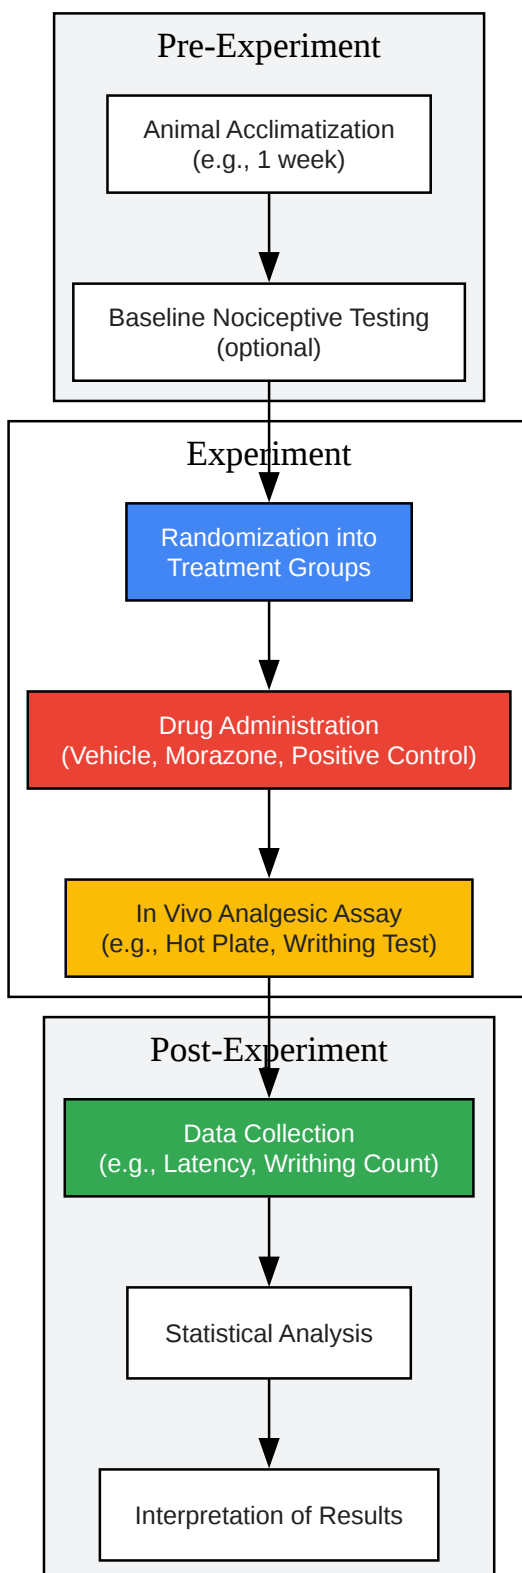 Pre-Experiment
Animal Acclimatization
(e.g., 1 week)
Baseline Nociceptive Testing
(optional)
Experiment
Randomization into
Treatment Groups
Drug Administration
(Vehicle, Morazone, Positive Control)
In Vivo Analgesic Assay
(e.g., Hot Plate, Writhing Test)
Post-Experiment
Data Collection
(e.g., Latency, Writhing Count)
Statistical Analysis
Interpretation of Results